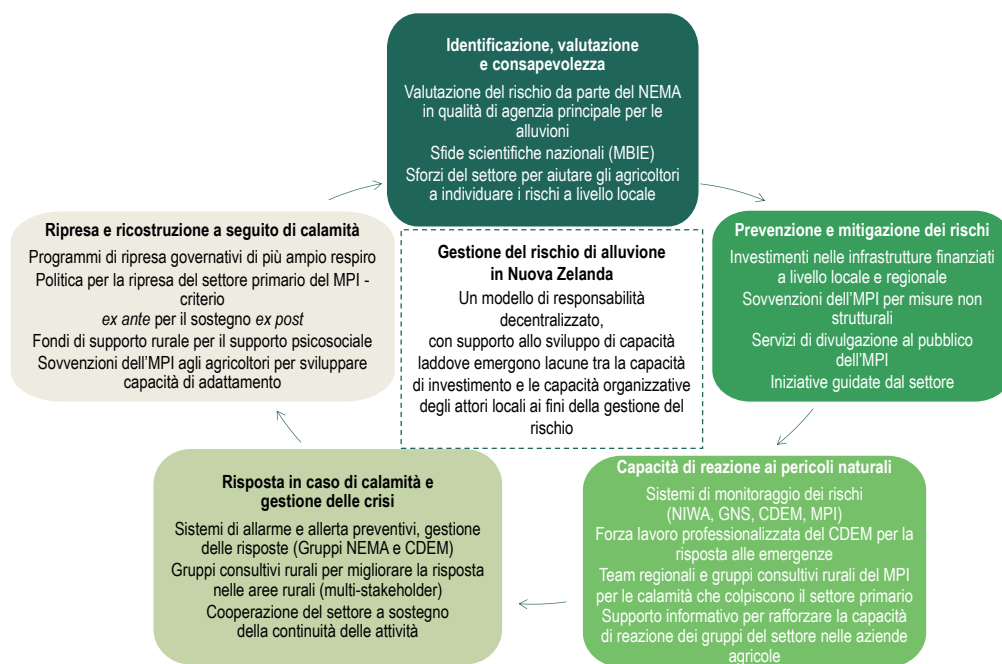 Identificazione, valutazione
e consapevolezza
Valutazione del rischio da parte del NEMA
in qualità di agenzia principale per le
alluvioni
Sfide scientifiche nazionali (MBIE)
Sforzi del settore per aiutare gli agricoltori
a individuare i rischi a livello locale
Prevenzione e mitigazione dei rischi
Investimenti nelle infrastrutture finanziati
a livello locale e regionale
Sovvenzioni dell'MPI per misure non
strutturali
Servizi di divulgazione al pubblico
dell'MPI
Iniziative guidate dal settore
Capacità di reazione ai pericoli naturali
Sistemi di monitoraggio dei rischi
(NIWA, GNS, CDEM, MPI)
Forza lavoro professionalizzata del CDEM per la
risposta alle emergenze
Team regionali e gruppi consultivi rurali del MPI
per le calamità che colpiscono il settore primario
Supporto informativo per rafforzare la capacità
di reazione dei gruppi del settore nelle aziende
agricole
Risposta in caso di calamità e
gestione delle crisi
Sistemi di allarme e allerta preventivi, gestione
delle risposte (Gruppi NEMA e CDEM)
Gruppi consultivi rurali per migliorare la risposta
nelle aree rurali (multi-stakeholder)
Cooperazione del settore a sostegno
della continuità delle attività
Ripresa e ricostruzione a seguito di calamità
Programmi di ripresa governativi di più ampio respiro
Politica per la ripresa del settore primario del MPI -
criterio
ex ante per il sostegno ex post
Fondi di supporto rurale per il supporto psicosociale
Sovvenzioni dell'MPI agli agricoltori per sviluppare
capacità di adattamento
Gestione del rischio di alluvione
in Nuova Zelanda
Un modello di responsabilità
decentralizzato,
con supporto allo sviluppo di capacità
laddove emergono lacune tra la capacità
di investimento e le capacità organizzative
degli attori locali ai fini della gestione del
rischio